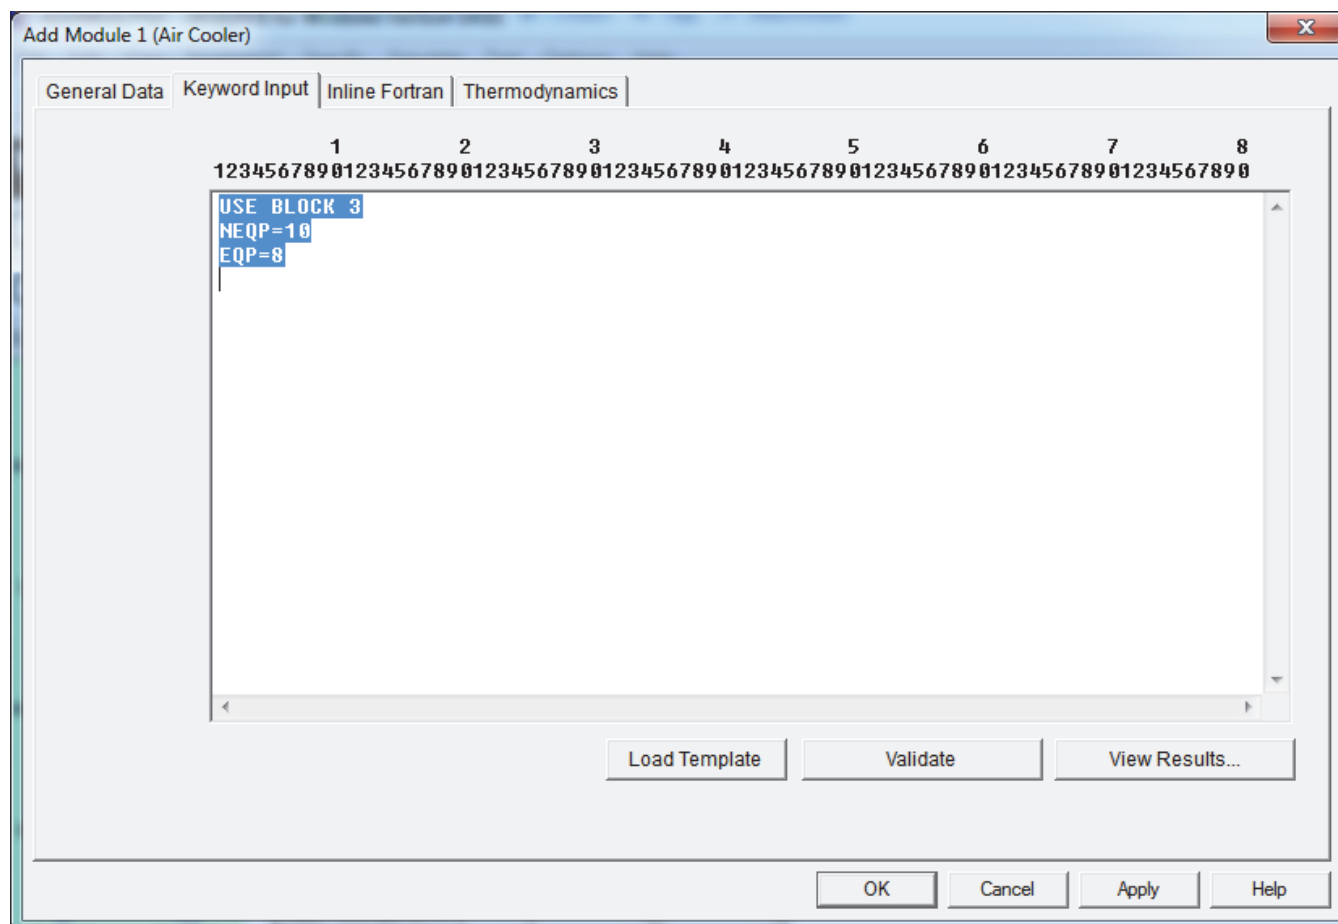 Add Module 1 (Air Cooler)
General Data Keyword Input Inline Fortran Thermodynamics
1 2 3 4 5 6 7 8
12345678901234567890123456789012345678901234567890123456789012345678901234567890
USE BLOCK 3
NEQP=10
EQP=8
Load Template Validate View Results...
OK Cancel Apply Help